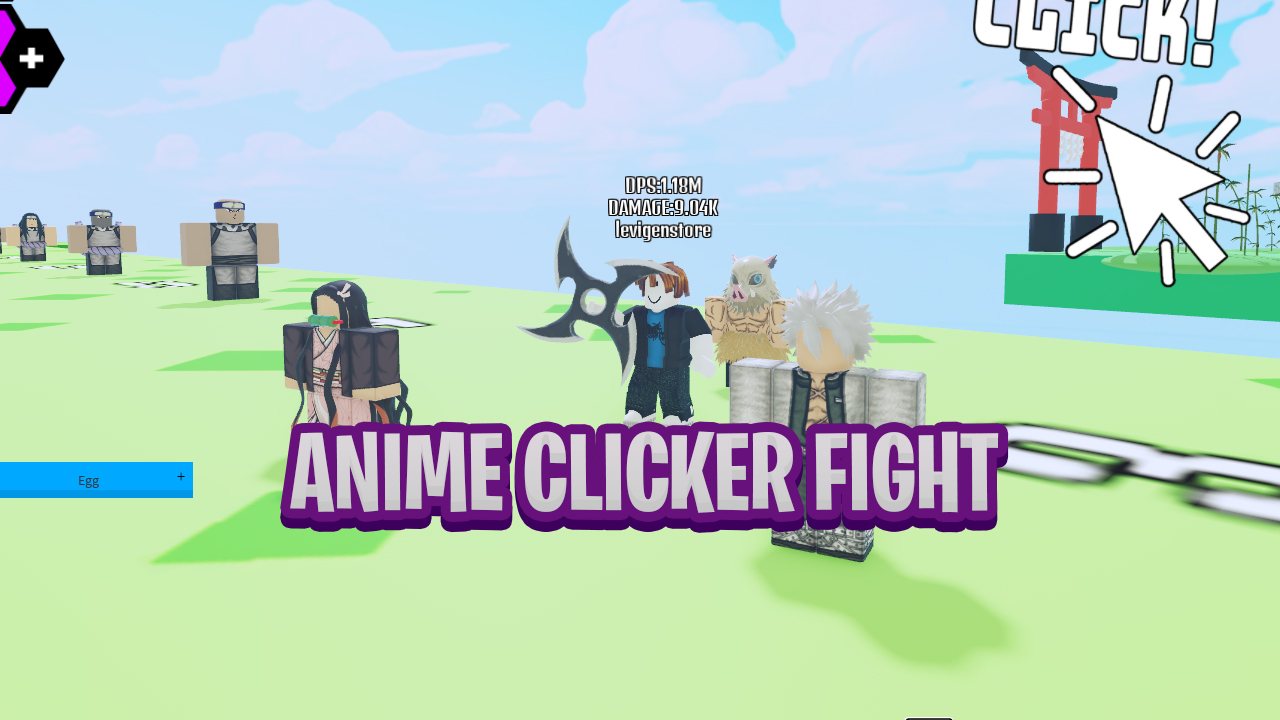 CLICK!
+
DPS:1.18M
DAMAGE:9.04K
levigenstore
Egg +
ANIME CLICKER FIGHT